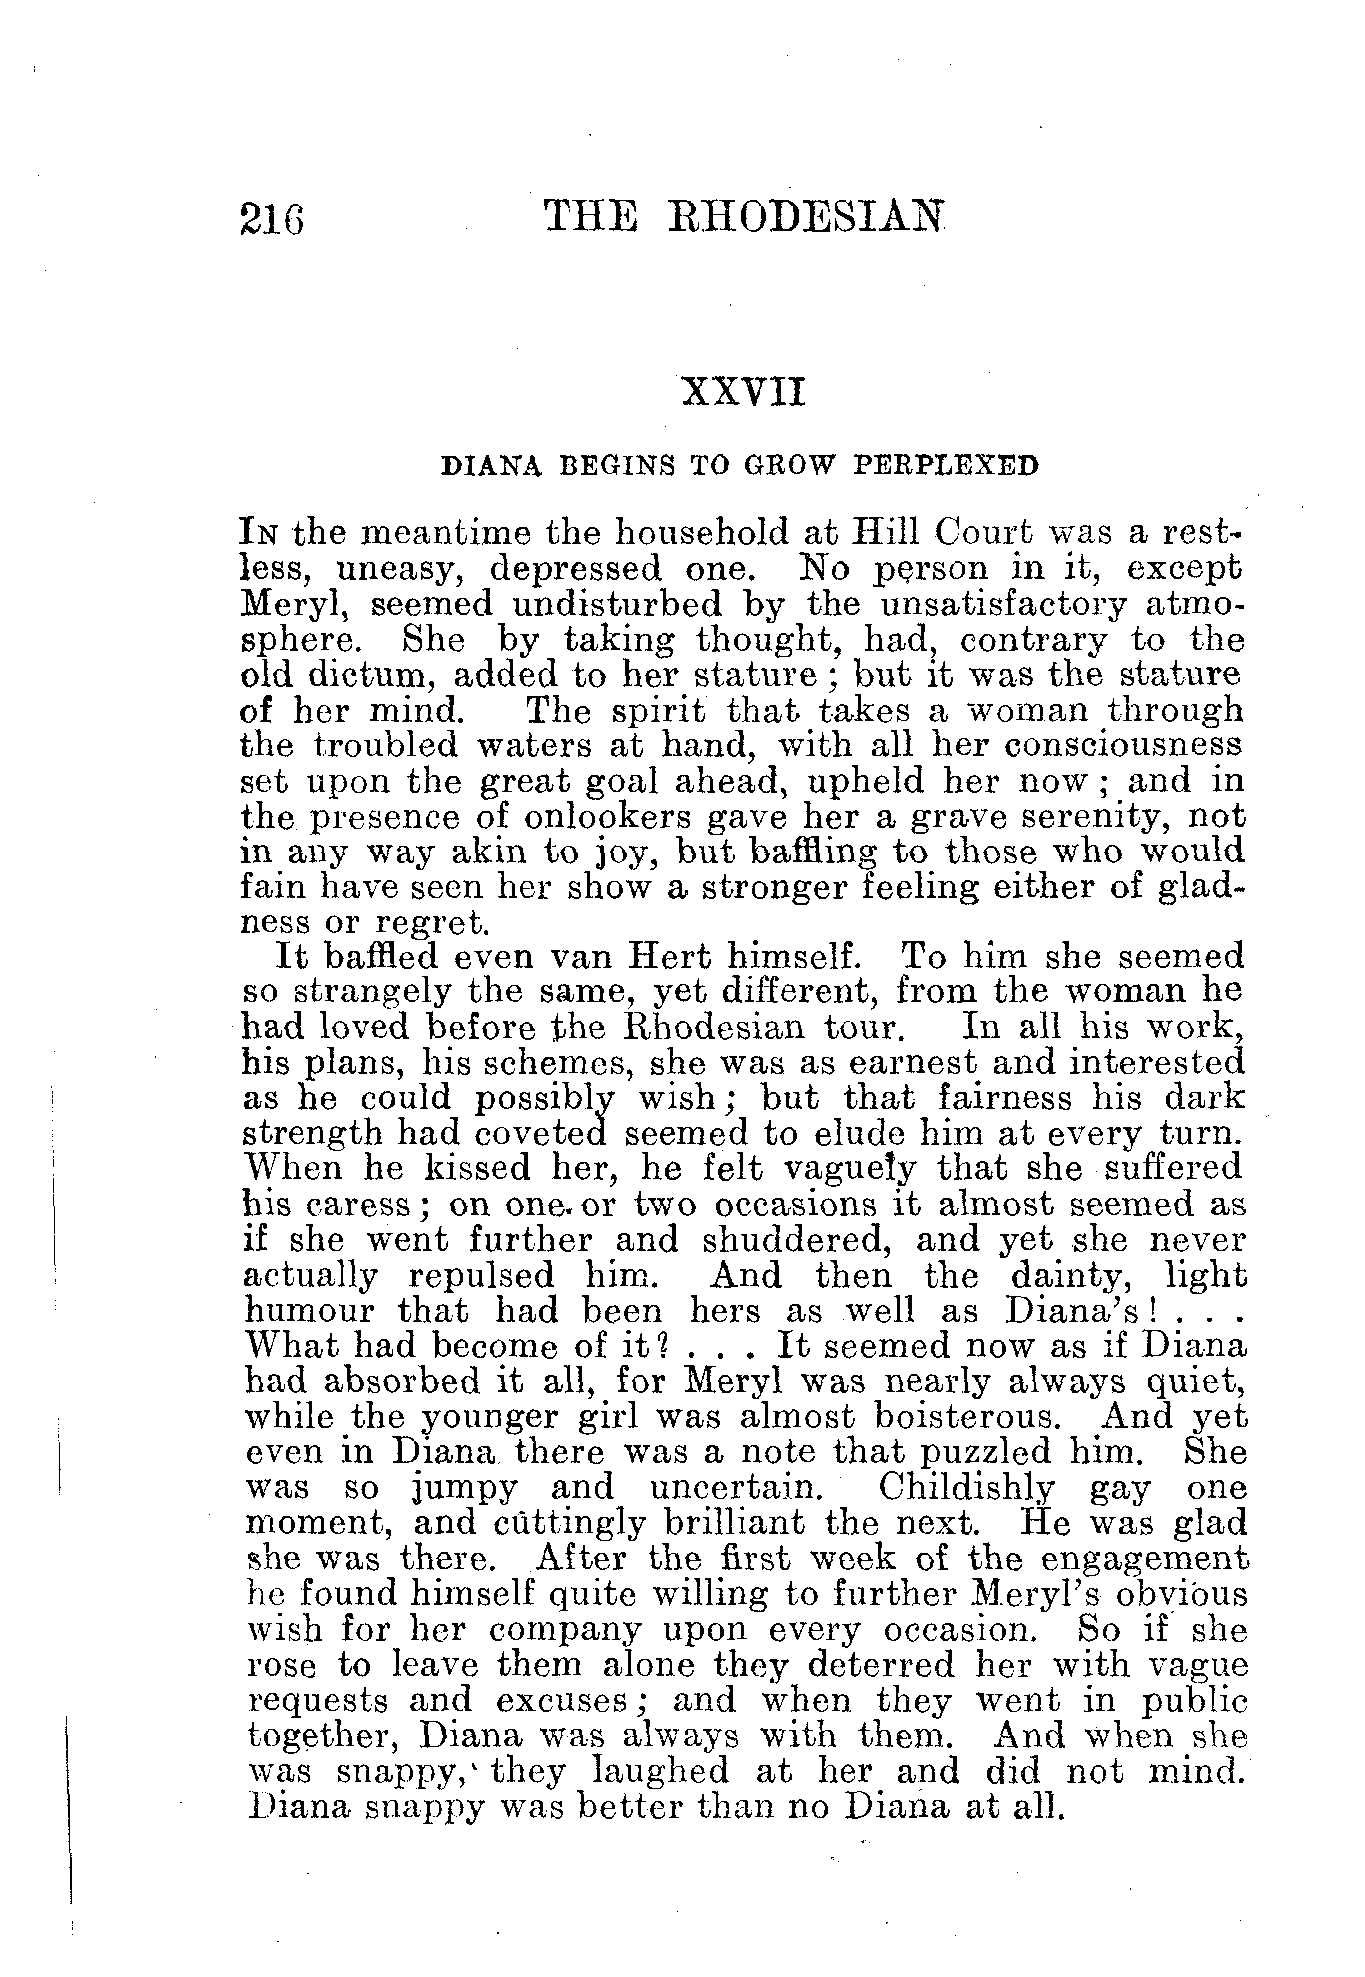 216 THE RHODESIAN
XXVII
DIANA BEGINS TO GROW PERPLEXED
In the meantime the household at Hill Court was a rest-
less, uneasy, depressed one. No person in it, except
Meryl, seemed undisturbed by the unsatisfactory atmo-
sphere. She by taking thought, had, contrary to the
old dictum, added to her stature ; but it was the stature
of her mind. The spirit that takes a woman through
the troubled waters at hand, with all her consciousness
set upon the great goal ahead, upheld her now ; and in
the presence of onlookers gave her a grave serenity, not
in any way akin to joy, but baffling to those who would
fain have seen her show a stronger feeling either of glad-
ness or regret.
It baffled even van Hert himself. To him she seemed
so strangely the same, yet different, from the woman he
had loved before the Rhodesian tour. In all his work,
his plans, his schemes, she was as earnest and interested
as he could possibly wish ; but that fairness his dark
strength had coveted seemed to elude him at every turn.
When he kissed her, he felt vaguely that she suffered
his caress ; on one or two occasions it almost seemed as
if she went further and shuddered, and yet she never
actually repulsed him. And then the dainty, light
humour that had been hers as well as Diana's ! . . .
What had become of it ? . . . It seemed now as if Diana
had absorbed it all, for Meryl was nearly always quiet,
while the younger girl was almost boisterous. And yet
even in Diana there was a note that puzzled him. She
was so jumpy and uncertain. Childishly gay one
moment, and cuttingly brilliant the next. He was glad
she was there. After the first week of the engagement
he found himself quite willing to further Meryl's obvious
wish for her company upon every occasion. So if she
rose to leave them alone they deterred her with vague
requests and excuses ; and when they went in public
together, Diana was always with them. And when she
was snappy, they laughed at her and did not mind.
Diana snappy was better than no Diana at all.